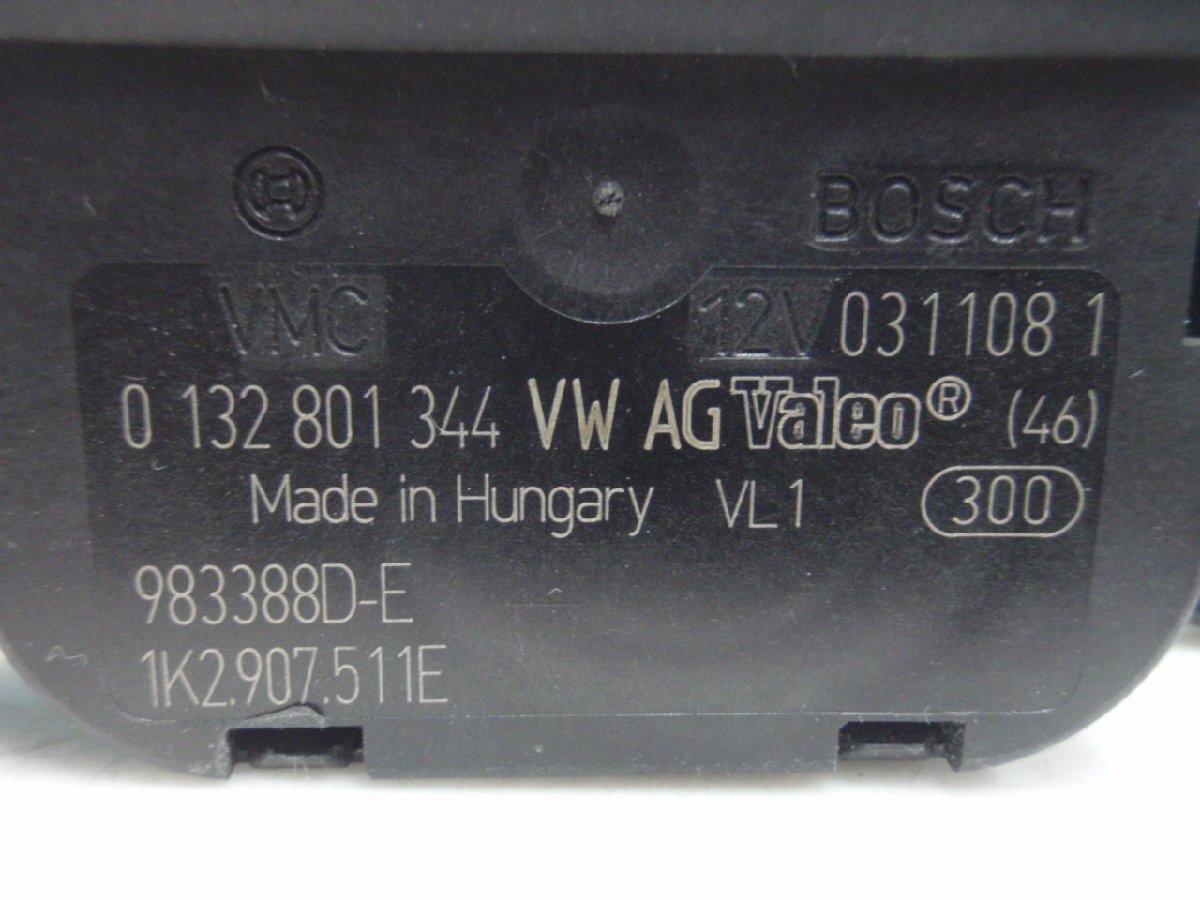 BOSCH
VMC 12V 031108 1
0 132 801 344 VW AG Valeo® (46)
Made in Hungary VL1 300
983388D-E
1K2.907.511E